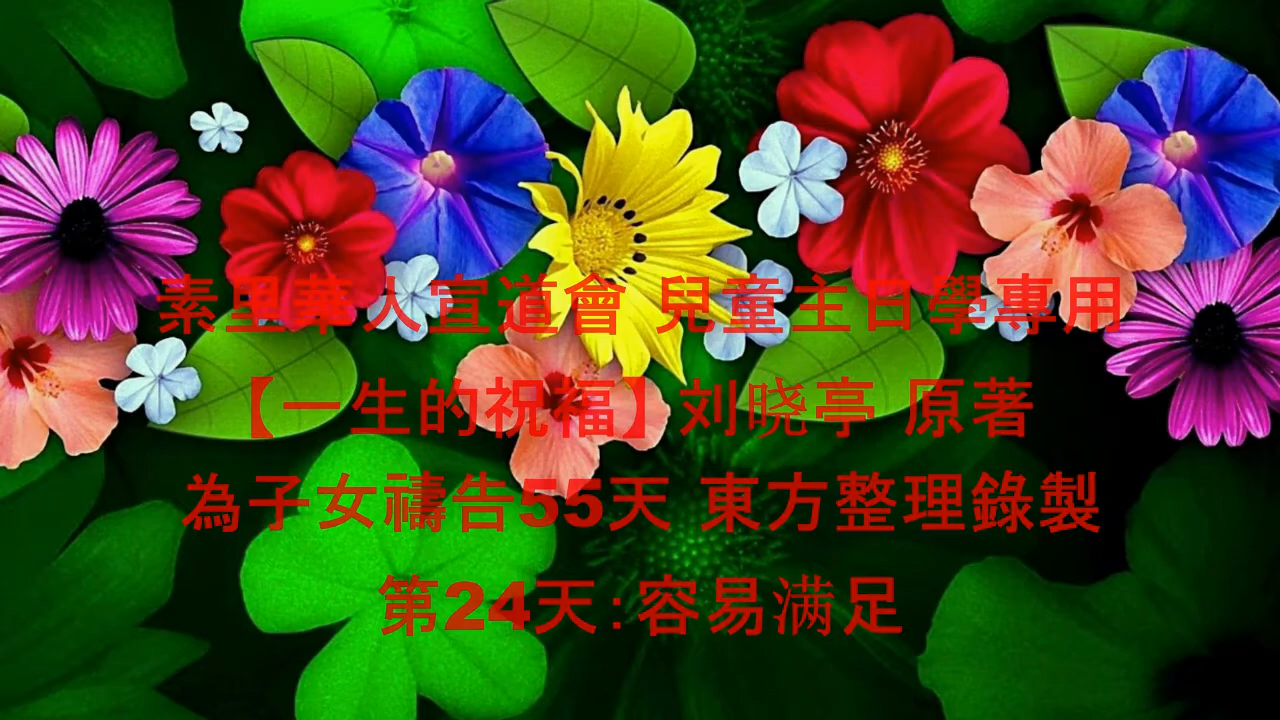 素里華人宣道會 兒童主日學專用
【一生的祝福】刘晓亭 原著
為子女禱告55天 東方整理錄製
第24天:容易满足